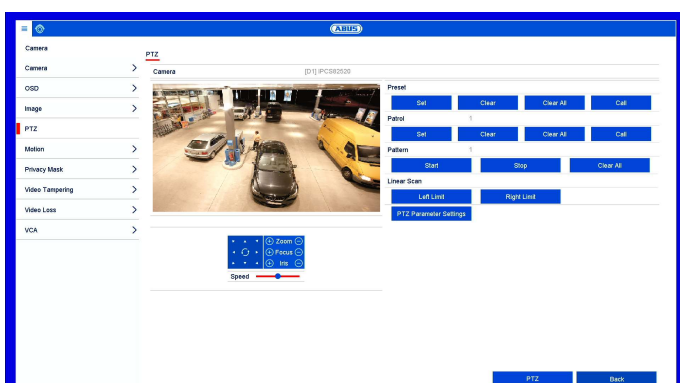 ABUS
Camera
PTZ
Camera
Camera
[D1] IPCS82520
OSD
Preset
Set
Clear
Clear All
Call
Image
Patrol
1
PTZ
Set
Clear
Clear All
Call
Motion
Pattern
1
Privacy Mask
Start
Stop
Clear All
Linear Scan
Video Tampering
Left Limit
Right Limit
Video Loss
PTZ Parameter Settings
VCA
Zoom
Focus
Iris
Speed
PTZ
Back